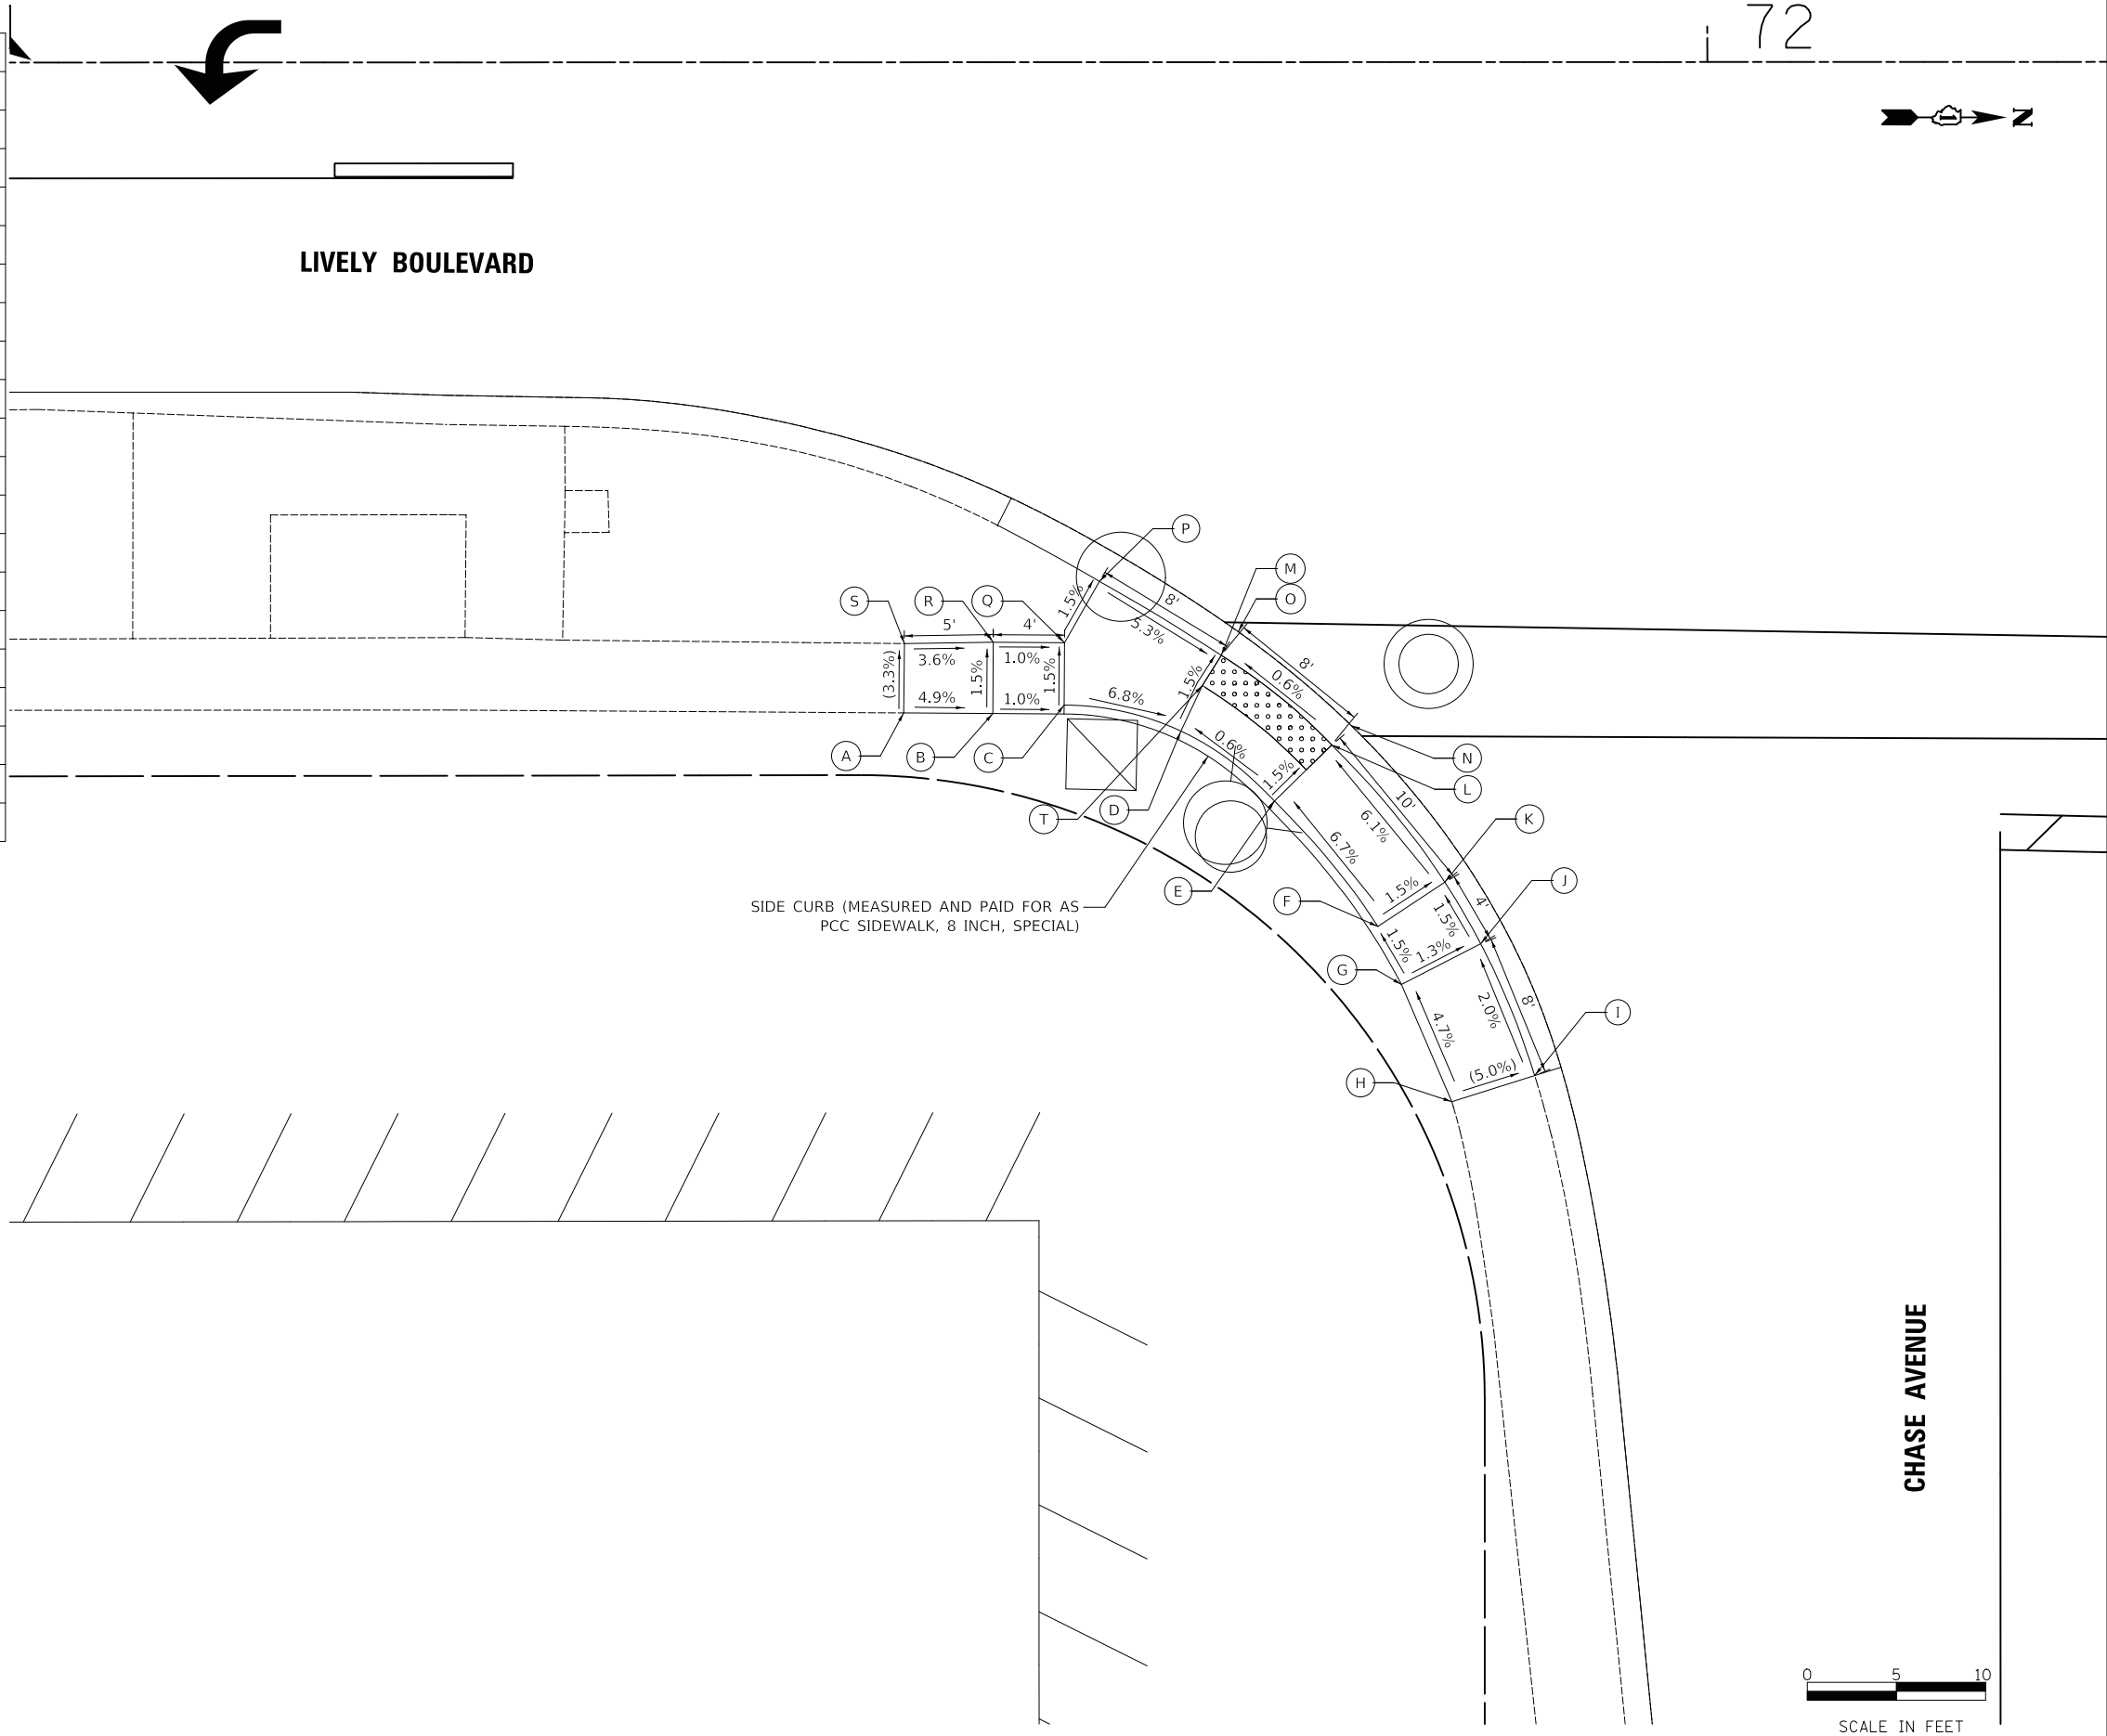 72
N
LIVELY BOULEVARD
P
M
O
S
R
Q
8'
1.5%
5.3%
5'
4'
3.6%
1.0%
(3.3%)
1.5%
1.5%
4.9%
1.0%
6.8%
1.5%
0.6%
8'
0.6%
1.5%
A
B
C
N
L
T
D
10'
6.1%
6.7%
K
E
F
1.5%
J
SIDE CURB (MEASURED AND PAID FOR AS
PCC SIDEWALK, 8 INCH, SPECIAL)
1.5%
4'
1.5%
1.3%
G
8'
2.0%
4.7%
I
(5.0%)
H
CHASE AVENUE
0 5 10
SCALE IN FEET